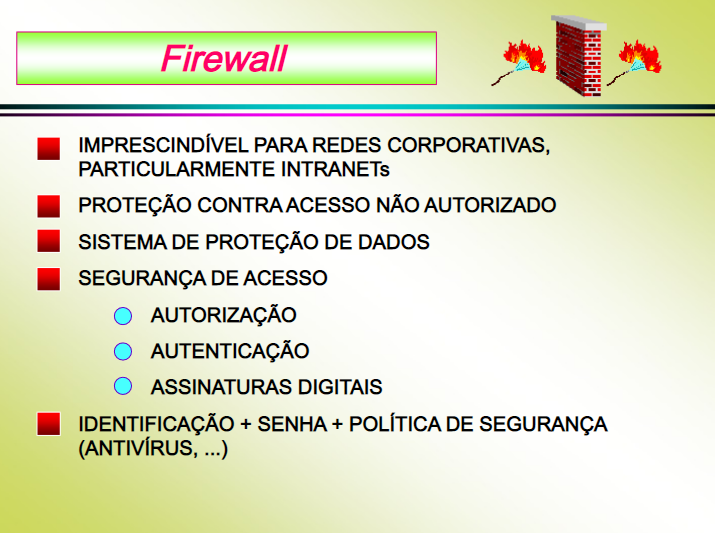 Firewall
IMPRESCINDÍVEL PARA REDES CORPORATIVAS,
PARTICULARMENTE INTRANETs
PROTEÇÃO CONTRA ACESSO NÃO AUTORIZADO
SISTEMA DE PROTEÇÃO DE DADOS
SEGURANÇA DE ACESSO
AUTORIZAÇÃO
AUTENTICAÇÃO
ASSINATURAS DIGITAIS
IDENTIFICAÇÃO + SENHA + POLÍTICA DE SEGURANÇA
(ANTIVÍRUS, ...)